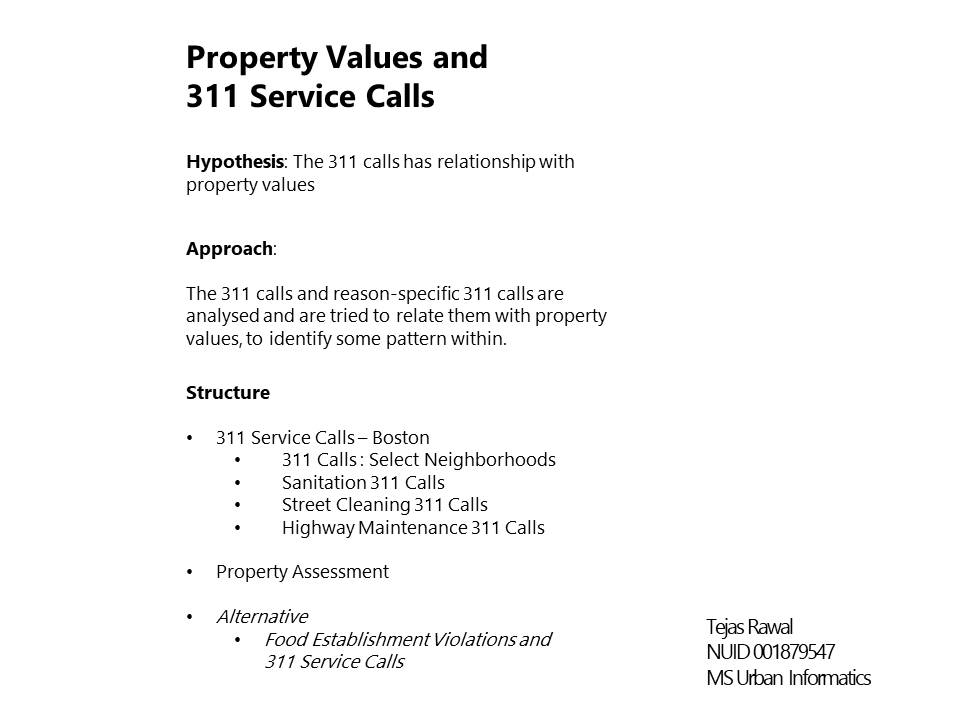 Property Values and
311 Service Calls
Hypothesis: The 311 calls has relationship with
property values
Approach:
The 311 calls and reason-specific 311 calls are
analysed and are tried to relate them with property
values, to identify some pattern within.
Structure
• 311 Service Calls – Boston
• 311 Calls : Select Neighborhoods
• Sanitation 311 Calls
• Street Cleaning 311 Calls
• Highway Maintenance 311 Calls
• Property Assessment
• Alternative
• Food Establishment Violations and
311 Service Calls
Tejas Rawal
NUID 001879547
MS Urban Informatics